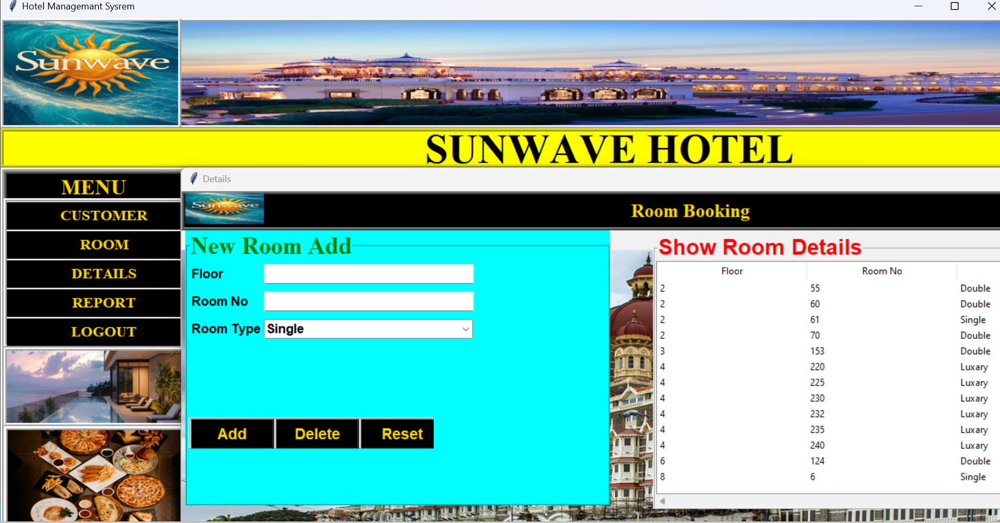 Hotel Managemant Sysrem
Sunwave
SUNWAVE HOTEL
MENU
CUSTOMER
ROOM
DETAILS
REPORT
LOGOUT
Details
Sunwave
Room Booking
New Room Add
Floor
Room No
Room Type Single
Add Delete Reset
Show Room Details
Floor Room No
2 55 Double
2 60 Double
2 61 Single
2 70 Double
3 153 Double
4 220 Luxary
4 225 Luxary
4 230 Luxary
4 232 Luxary
4 235 Luxary
4 240 Luxary
6 124 Double
8 6 Single